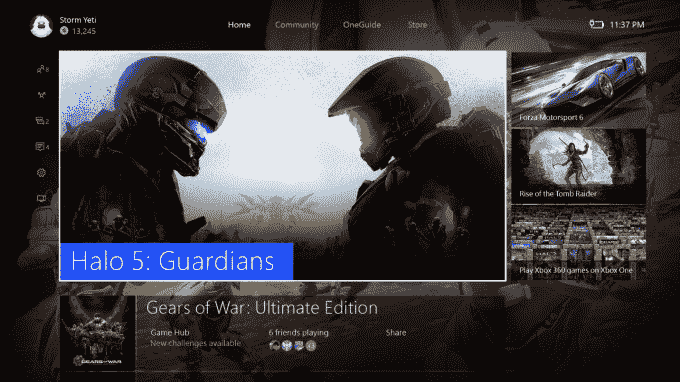 Storm Yeti
13,245
Home
Community
OneGuide
Store
11:37 PM
8
2
4
Halo 5: Guardians
Forza Motorsport 6
Rise of the Tomb Raider
Play Xbox 360 games on Xbox One
Gears of War: Ultimate Edition
Game Hub
New challenges available
6 friends playing
Share
GEARS OF WAR